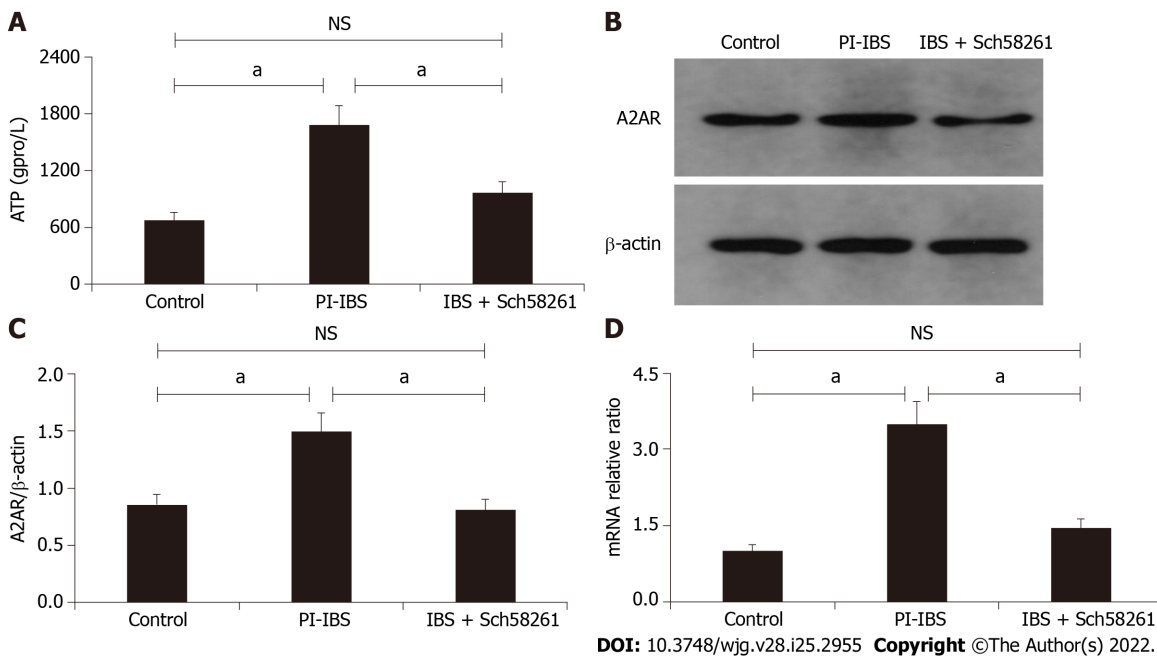 A
NS
a
a
2400
1800
1200
600
0
ATP (gpro/L)
Control
PI-IBS
IBS + Sch58261
B
Control
PI-IBS
IBS + Sch58261
A2AR
β-actin
C
NS
a
a
2.0
1.5
1.0
0.5
0.0
A2AR/β-actin
Control
PI-IBS
IBS + Sch58261
D
NS
a
a
4.5
3.0
1.5
0.0
mRNA relative ratio
Control
PI-IBS
IBS + Sch58261
DOI: 10.3748/wjg.v28.i25.2955 Copyright ©The Author(s) 2022.